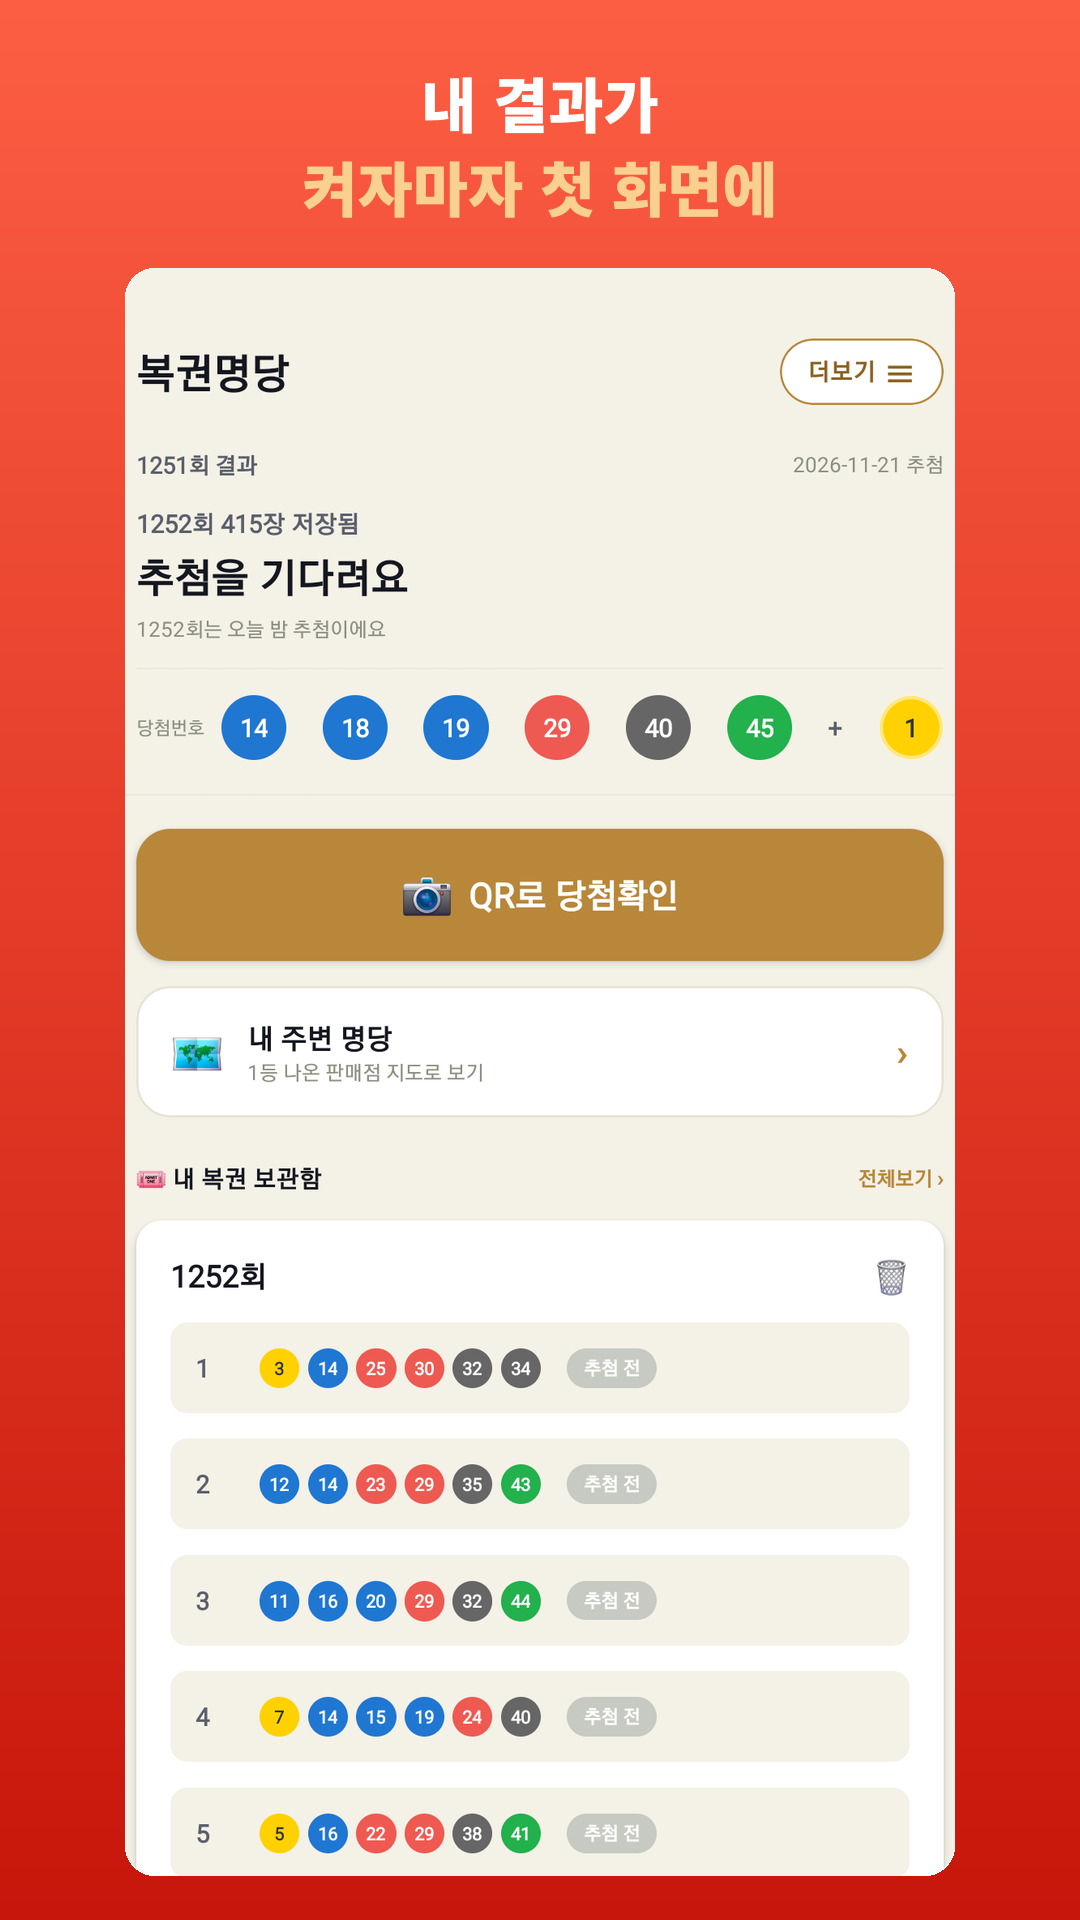 내 결과가
켜자마자 첫 화면에
복권명당
더보기
1251회 결과
2026-11-21 추첨
1252회 415장 저장됨
추첨을 기다려요
1252회는 오늘 밤 추첨이에요
당첨번호 14 18 19 29 40 45 + 1
QR로 당첨확인
내 주변 명당
1등 나온 판매점 지도로 보기
›
내 복권 보관함
전체보기 ›
1252회
1 3 14 25 30 32 34 추첨 전
2 12 14 23 29 35 43 추첨 전
3 11 16 20 29 32 44 추첨 전
4 7 14 15 19 24 40 추첨 전
5 5 16 22 29 38 41 추첨 전